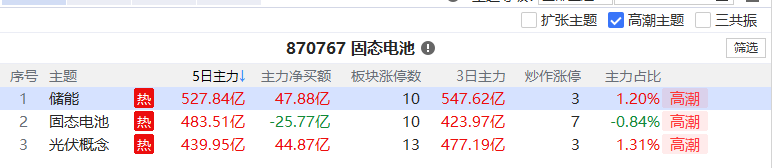 扩张主题 高潮主题 三共振
870767 固态电池 筛选
序号 主题 5日主力↓ 主力净买额 板块涨停数 3日主力 炒作涨停 主力占比
1 储能 热 527.84亿 47.88亿 10 547.62亿 3 1.20% 高潮
2 固态电池 热 483.51亿 -25.77亿 10 423.97亿 7 -0.84% 高潮
3 光伏概念 热 439.95亿 44.87亿 13 477.19亿 3 1.31% 高潮